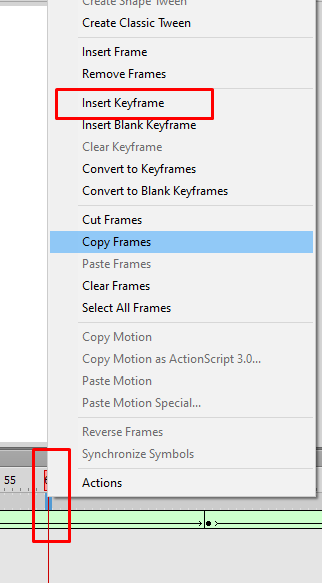 Create Shape Tween
Create Classic Tween
Insert Frame
Remove Frames
Insert Keyframe
Insert Blank Keyframe
Clear Keyframe
Convert to Keyframes
Convert to Blank Keyframes
Cut Frames
Copy Frames
Paste Frames
Clear Frames
Select All Frames
Copy Motion
Copy Motion as ActionScript 3.0...
Paste Motion
Paste Motion Special...
Reverse Frames
Synchronize Symbols
55
Actions